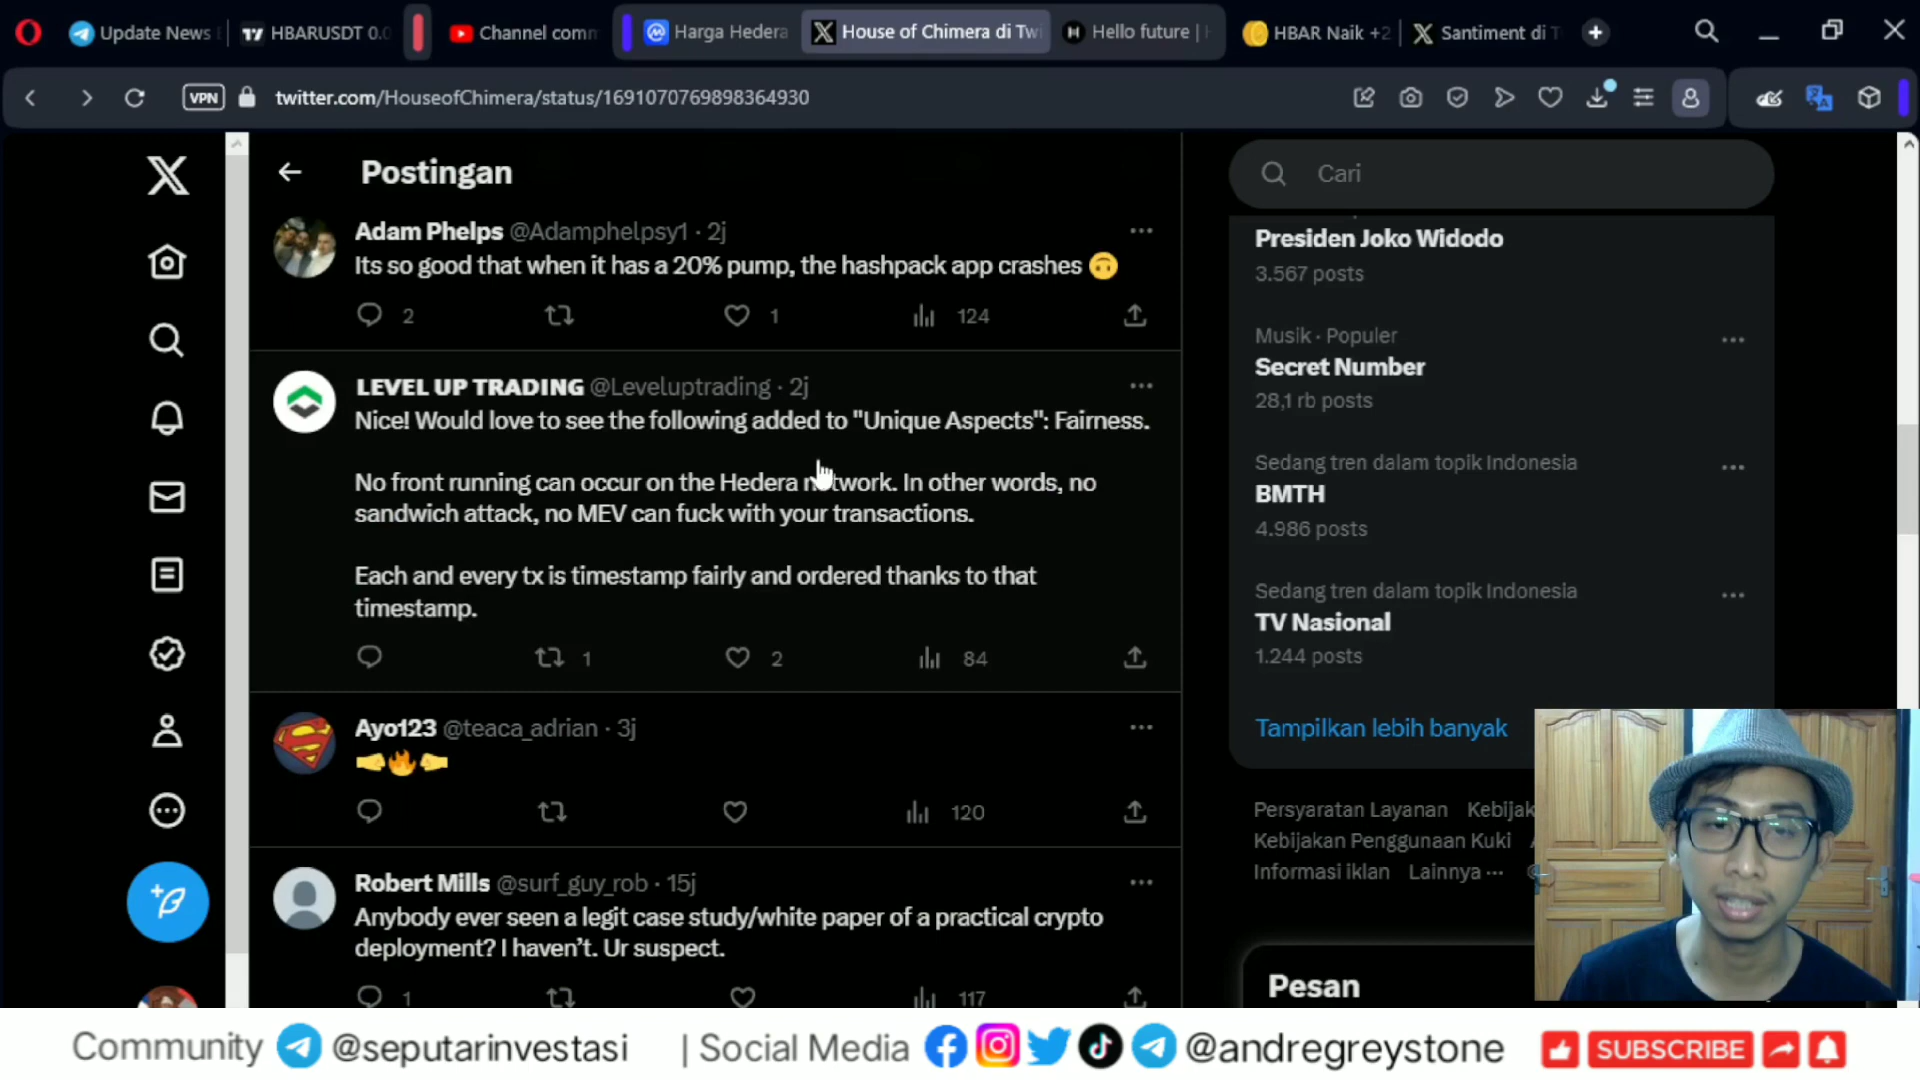 Update News
HBARUSDT 0.0
Channel comm
Harga Hedera
House of Chimera di Twi
Hello future |
HBAR Naik +2
Santiment di T
VPN
twitter.com/HouseofChimera/status/1691070769898364930
Postingan
Cari
Adam Phelps @Adamphelpsy1 · 2j
Its so good that when it has a 20% pump, the hashpack app crashes 🙃
2
1
124
LEVEL UP TRADING @Leveluptrading · 2j
Nice! Would love to see the following added to "Unique Aspects": Fairness.
No front running can occur on the Hedera network. In other words, no
sandwich attack, no MEV can fuck with your transactions.
Each and every tx is timestamp fairly and ordered thanks to that
timestamp.
1
2
84
Ayo123 @teaca_adrian · 3j
🤜🔥🤛
120
Robert Mills @surf_guy_rob · 15j
Anybody ever seen a legit case study/white paper of a practical crypto
deployment? I haven't. Ur suspect.
1
117
Presiden Joko Widodo
3.567 posts
Musik · Populer
Secret Number
28,1 rb posts
Sedang tren dalam topik Indonesia
BMTH
4.986 posts
Sedang tren dalam topik Indonesia
TV Nasional
1.244 posts
Tampilkan lebih banyak
Persyaratan Layanan Kebijak
Kebijakan Penggunaan Kuki
Informasi iklan Lainnya ···
Pesan
Community @seputarinvestasi | Social Media @andregreystone SUBSCRIBE